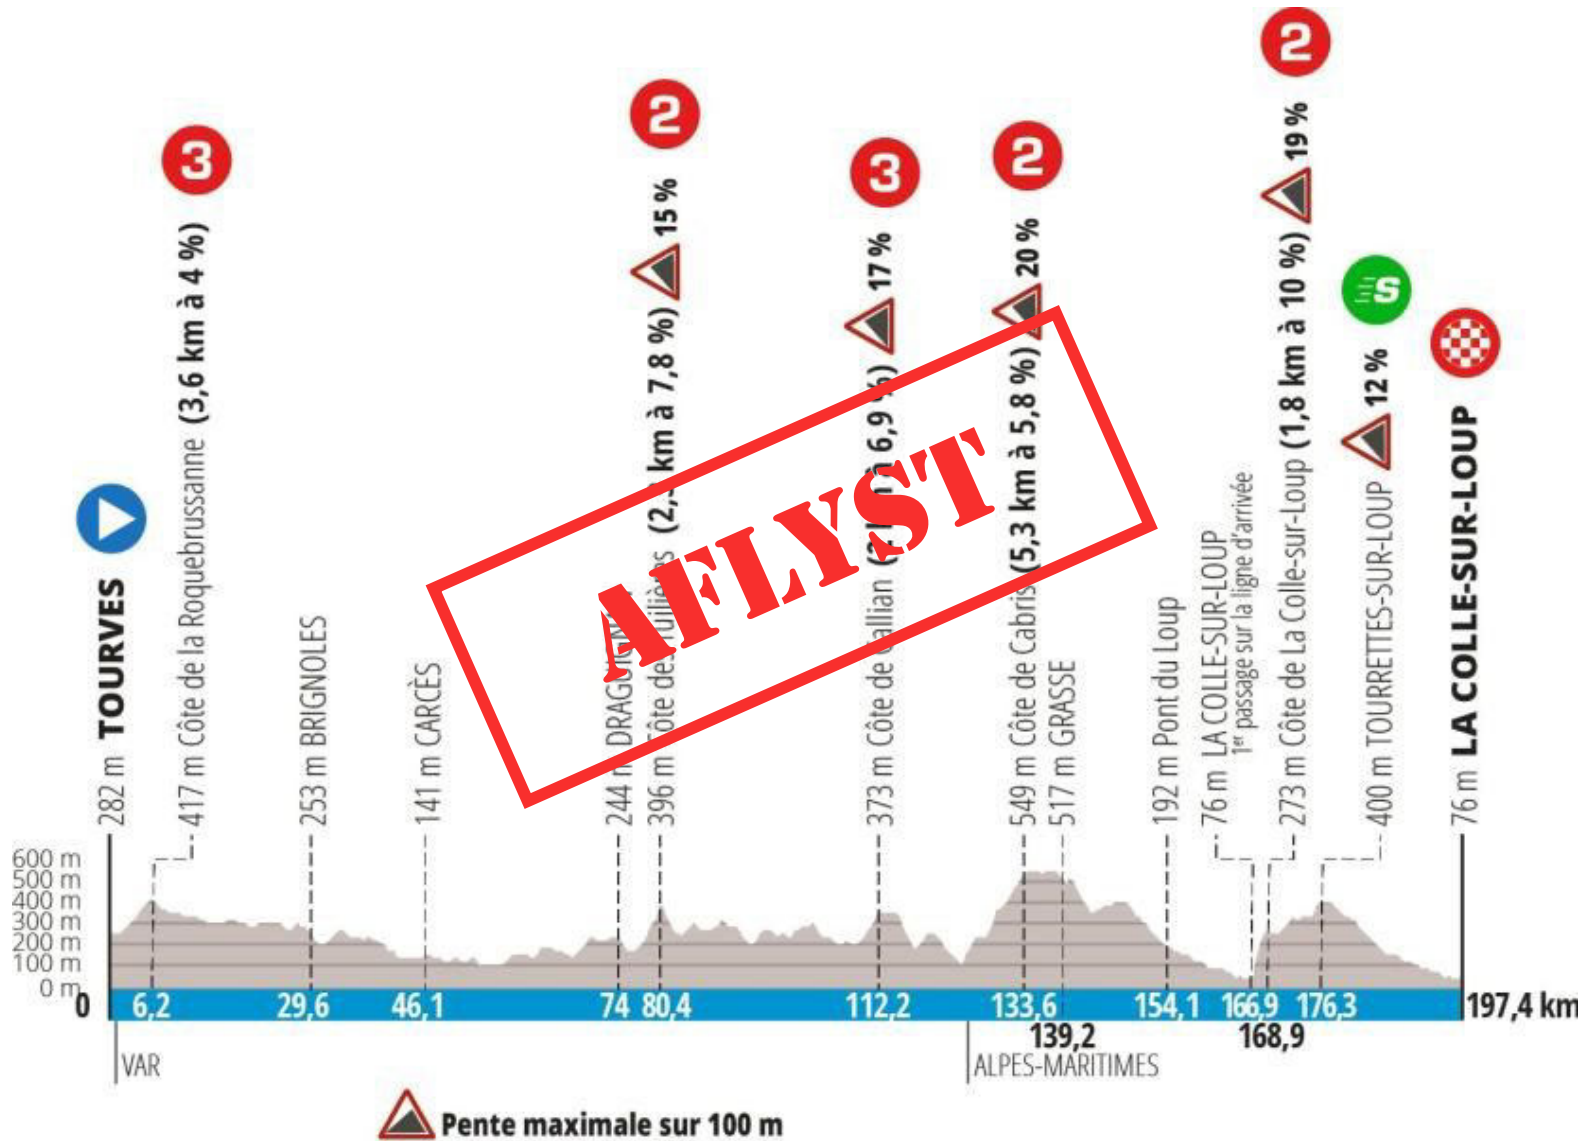 3
2
3
2
2
S
TOURVES
282 m
417 m Côte de la Roquebrussanne (3,6 km à 4 %)
253 m BRIGNOLES
141 m CARCÈS
244 m
396 m Côte des (2, km à 7,8 %) 15 %
373 m Côte de Callian à 6,9 %) 17 %
549 m Côte de Cabris (5,3 km à 5,8 %) 20 %
517 m GRASSE
192 m Pont du Loup
76 m LA COLLE-SUR-LOUP
1er passage sur la ligne d'arrivée
273 m Côte de La Colle-sur-Loup (1,8 km à 10 %) 19 %
400 m TOURRETTES-SUR-LOUP 12 %
76 m LA COLLE-SUR-LOUP
AFLYST
600 m
500 m
400 m
300 m
200 m
100 m
0 m
0 6,2 29,6 46,1 74 80,4 112,2 133,6 154,1 166,9 176,3 197,4 km
139,2 168,9
VAR ALPES-MARITIMES
Pente maximale sur 100 m